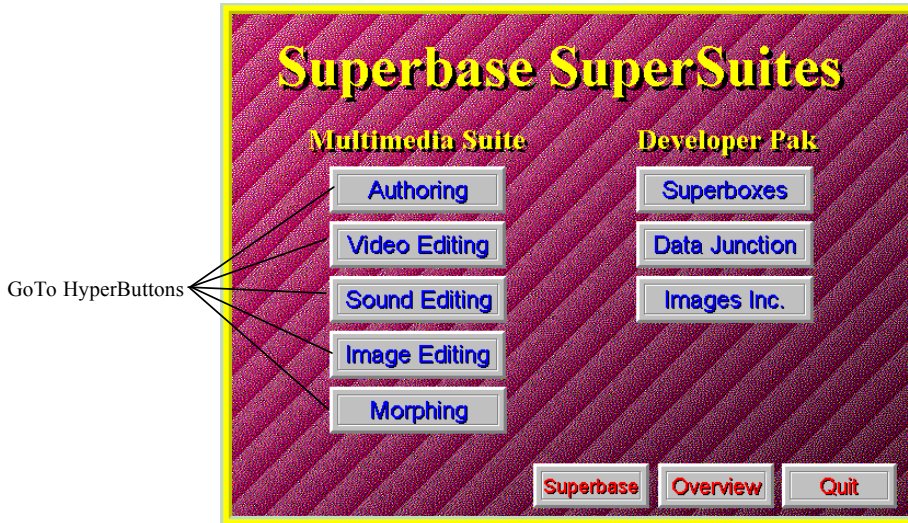 Superbase SuperSuites
Multimedia Suite
Authoring
Video Editing
Sound Editing
Image Editing
Morphing
Developer Pak
Superboxes
Data Junction
Images Inc.
GoTo HyperButtons
Superbase Overview Quit